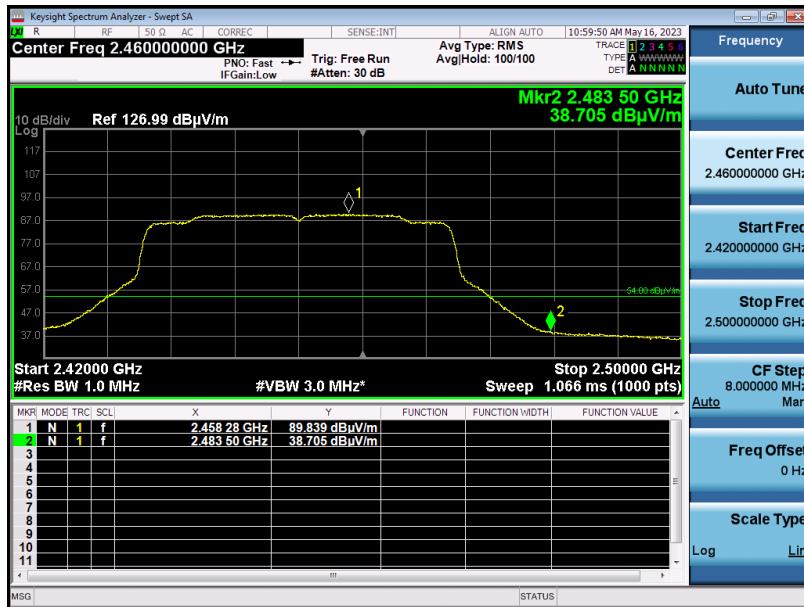 Keysight Spectrum Analyzer - Swept SA
LXI R RF 50 Ω AC CORREC SENSE:INT ALIGN AUTO 10:59:50 AM May 16, 2023
Center Freq 2.460000000 GHz
PNO: Fast
IFGain:Low
Trig: Free Run
#Atten: 30 dB
Avg Type: RMS
Avg|Hold: 100/100
TRACE 1 2 3 4 5 6
TYPE A WWWWW
DET A N N N N N
Mkr2 2.483 50 GHz
38.705 dBµV/m
10 dB/div Ref 126.99 dBµV/m
Log
117
107
97.0
87.0
77.0
67.0
57.0
47.0
37.0
1
54.00 dBµV/m
2
Start 2.42000 GHz Stop 2.50000 GHz
#Res BW 1.0 MHz #VBW 3.0 MHz* Sweep 1.066 ms (1000 pts)
MKR MODE TRC SCL X Y FUNCTION FUNCTION WIDTH FUNCTION VALUE
1 N 1 f 2.458 28 GHz 89.839 dBµV/m
2 N 1 f 2.483 50 GHz 38.705 dBµV/m
3
4
5
6
7
8
9
10
11
MSG STATUS
Frequency
Auto Tune
Center Freq
2.460000000 GHz
Start Freq
2.420000000 GHz
Stop Freq
2.500000000 GHz
CF Step
8.000000 MHz
Auto Man
Freq Offset
0 Hz
Scale Type
Log Lin